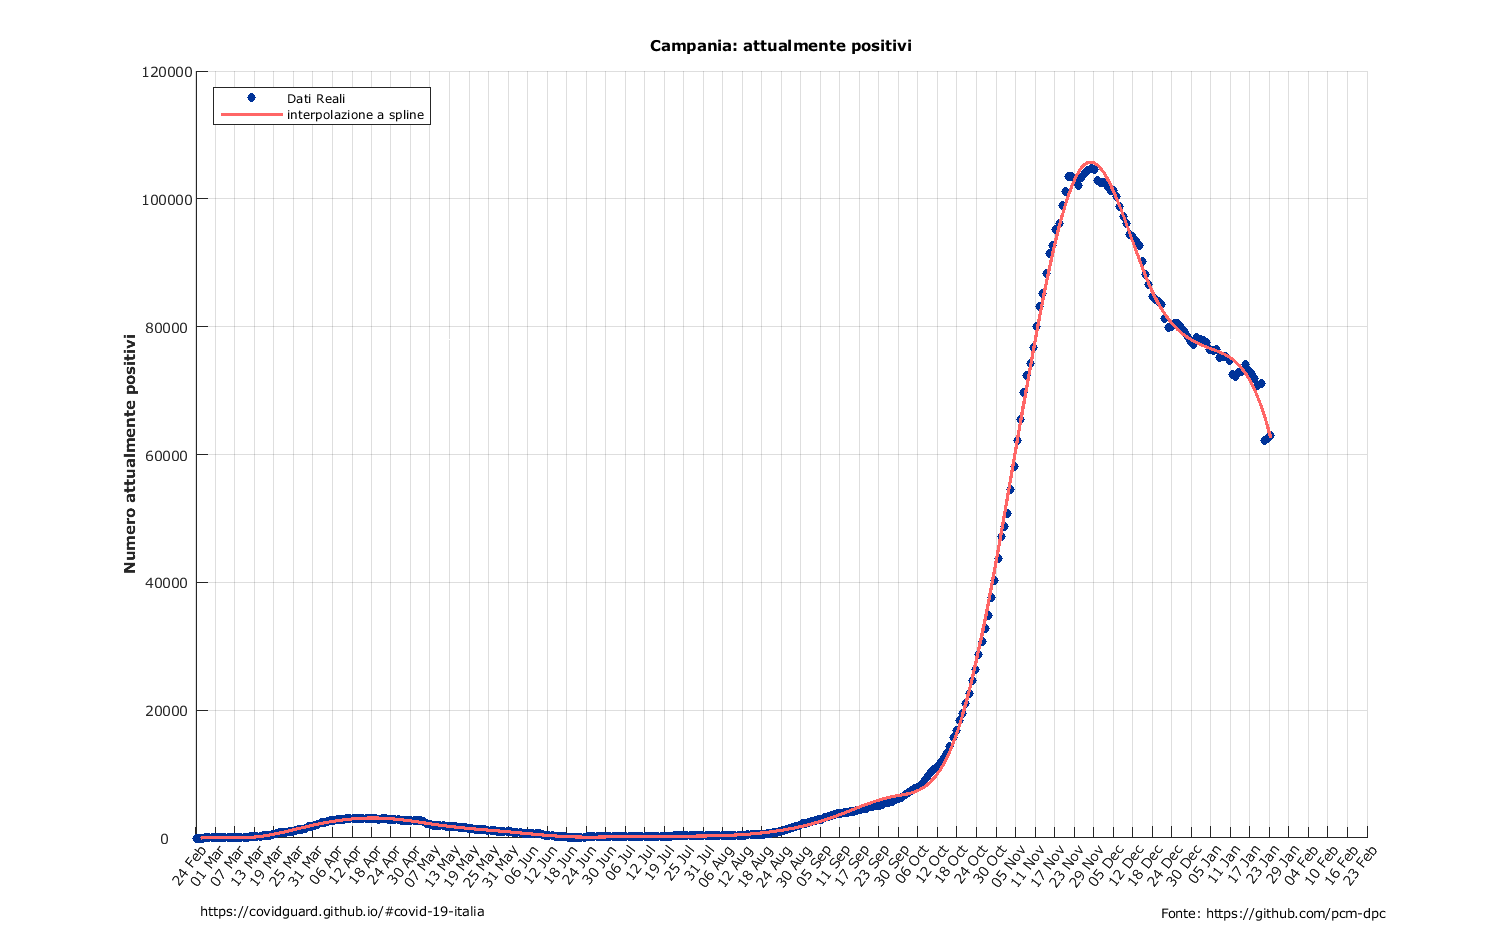 Campania: attualmente positivi
120000
100000
80000
60000
40000
20000
0
Numero attualmente positivi
Dati Reali
interpolazione a spline
24 Feb
01 Mar
07 Mar
13 Mar
19 Mar
25 Mar
31 Mar
06 Apr
12 Apr
18 Apr
24 Apr
30 Apr
07 May
13 May
19 May
25 May
31 May
06 Jun
12 Jun
18 Jun
24 Jun
30 Jun
06 Jul
12 Jul
19 Jul
25 Jul
31 Jul
06 Aug
12 Aug
18 Aug
24 Aug
30 Aug
05 Sep
11 Sep
17 Sep
23 Sep
30 Sep
06 Oct
12 Oct
18 Oct
24 Oct
30 Oct
05 Nov
11 Nov
17 Nov
23 Nov
29 Nov
05 Dec
12 Dec
18 Dec
24 Dec
30 Dec
05 Jan
11 Jan
17 Jan
23 Jan
29 Jan
04 Feb
10 Feb
16 Feb
23 Feb
https://covidguard.github.io/#covid-19-italia
Fonte: https://github.com/pcm-dpc